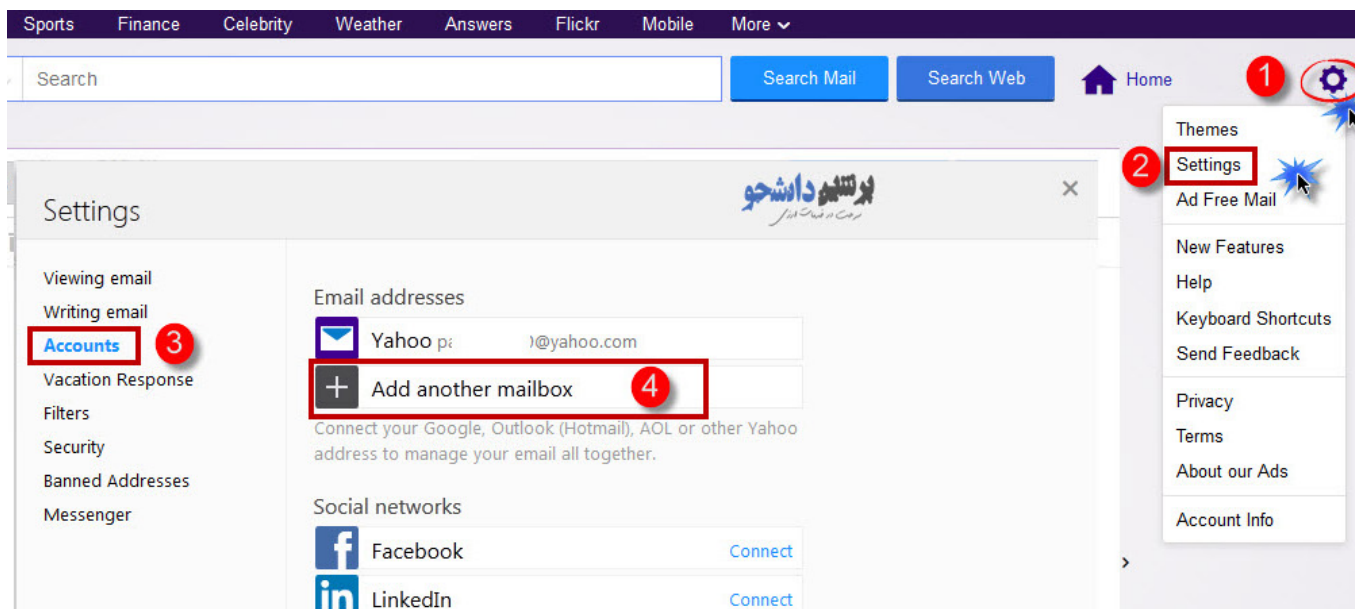 Sports Finance Celebrity Weather Answers Flickr Mobile More
Search Search Mail Search Web Home 1
Themes
2 Settings
Ad Free Mail
New Features
Help
Keyboard Shortcuts
Send Feedback
Privacy
Terms
About our Ads
Account Info
Settings
Viewing email
Writing email
Accounts 3
Vacation Response
Filters
Security
Banned Addresses
Messenger
Email addresses
Yahoo @yahoo.com
Add another mailbox 4
Connect your Google, Outlook (Hotmail), AOL or other Yahoo
address to manage your email all together.
Social networks
Facebook Connect
LinkedIn Connect